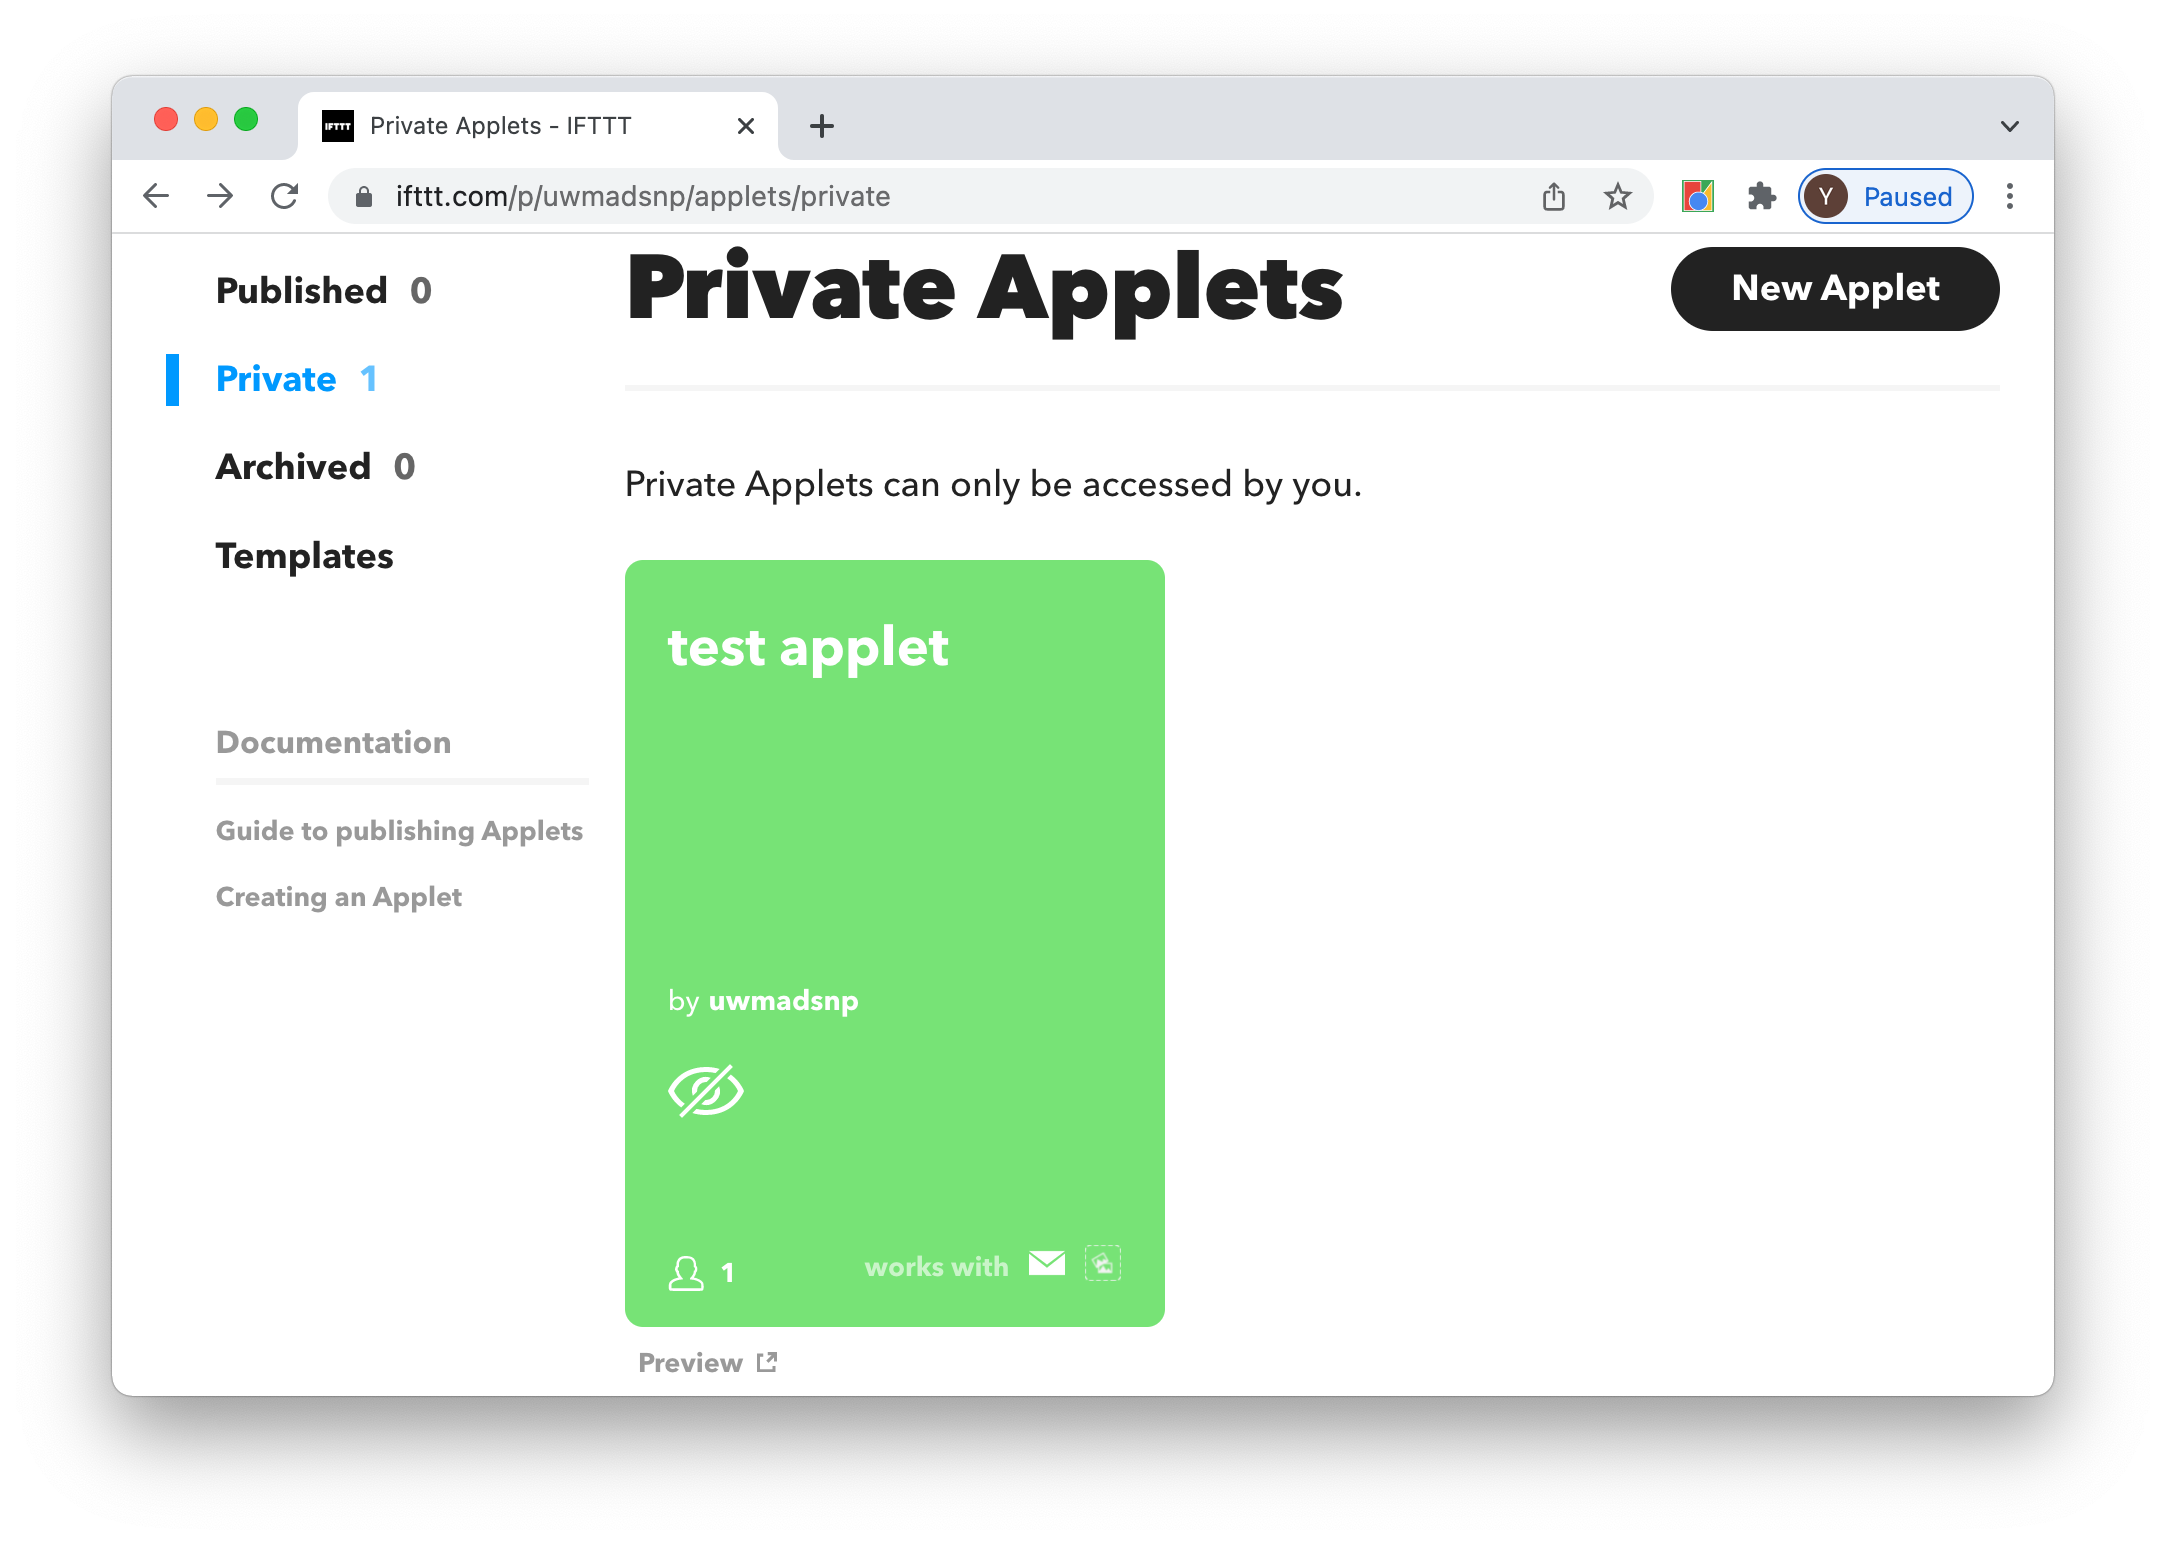 IFTTT
Private Applets - IFTTT
ifttt.com/p/uwmadsnp/applets/private
Y
Paused
Published 0
Private 1
Archived 0
Templates
Documentation
Guide to publishing Applets
Creating an Applet
Private Applets
New Applet
Private Applets can only be accessed by you.
test applet
by uwmadsnp
1
works with
Preview